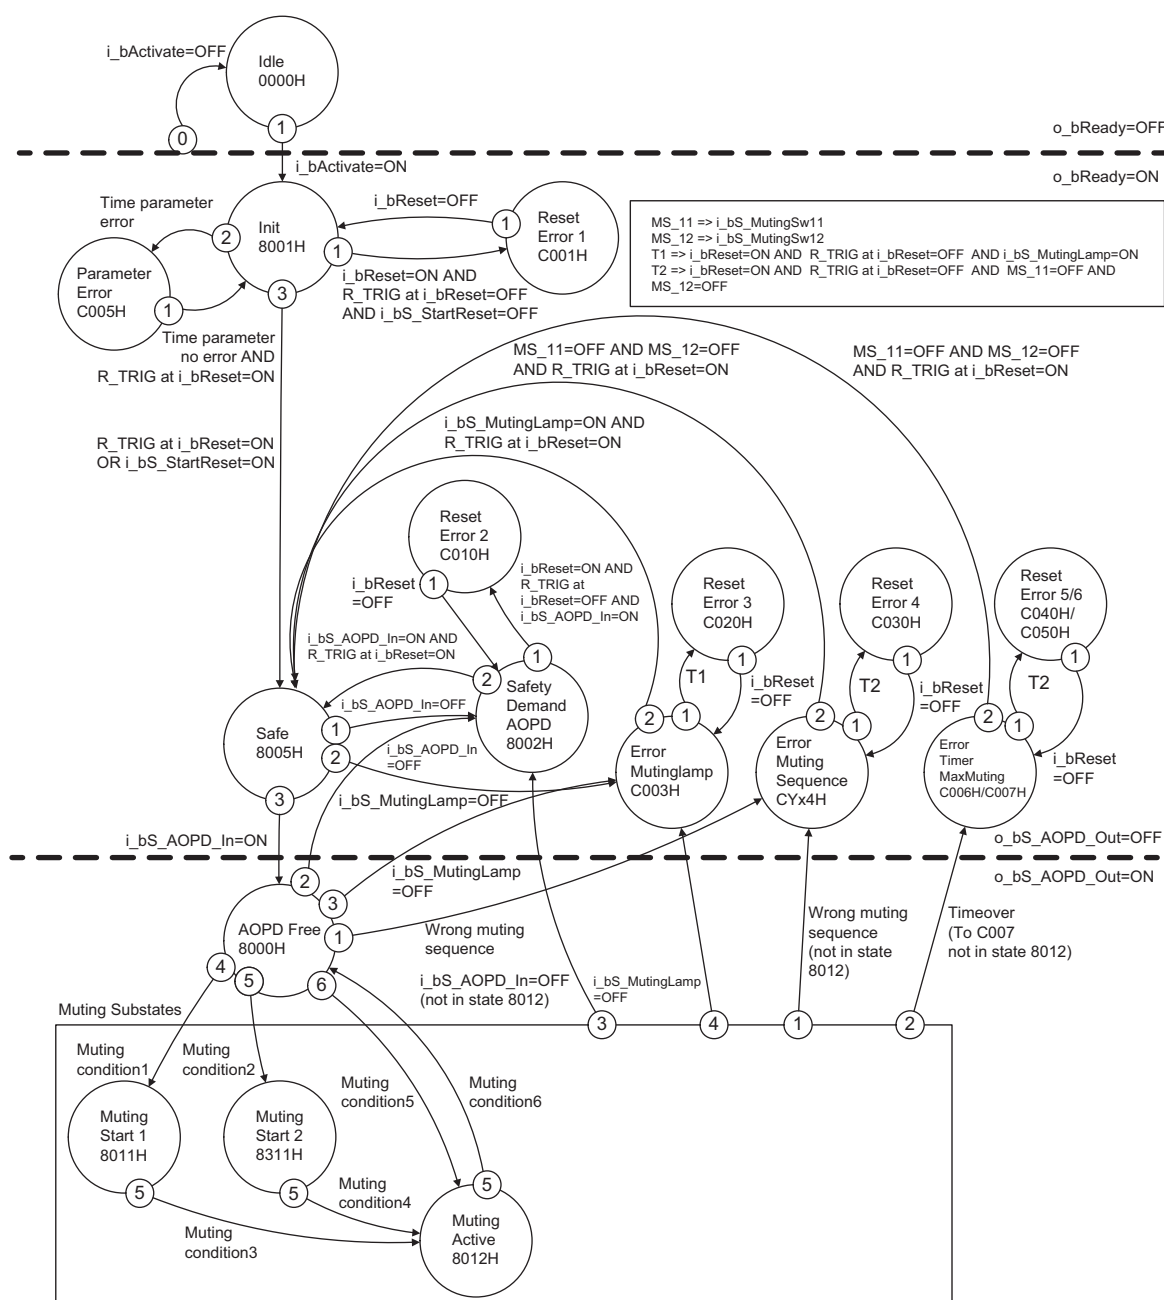 i_bActivate=OFF
Idle
0000H
0
1
o_bReady=OFF
i_bActivate=ON
o_bReady=ON
Time parameter
error
Init
8001H
2
1
3
i_bReset=OFF
1
Reset
Error 1
C001H
i_bReset=ON AND
R_TRIG at i_bReset=OFF
AND i_bS_StartReset=OFF
Parameter
Error
C005H
1
Time parameter
no error AND
R_TRIG at i_bReset=ON
MS_11 => i_bS_MutingSw11
MS_12 => i_bS_MutingSw12
T1 => i_bReset=ON AND R_TRIG at i_bReset=OFF AND i_bS_MutingLamp=ON
T2 => i_bReset=ON AND R_TRIG at i_bReset=OFF AND MS_11=OFF AND
MS_12=OFF
MS_11=OFF AND MS_12=OFF
AND R_TRIG at i_bReset=ON
MS_11=OFF AND MS_12=OFF
AND R_TRIG at i_bReset=ON
i_bS_MutingLamp=ON AND
R_TRIG at i_bReset=ON
R_TRIG at i_bReset=ON
OR i_bS_StartReset=ON
Reset
Error 2
C010H
1
i_bReset
=OFF
i_bReset=ON AND
R_TRIG at
i_bReset=OFF AND
i_bS_AOPD_In=ON
Reset
Error 3
C020H
1
Reset
Error 4
C030H
1
Reset
Error 5/6
C040H/
C050H
1
i_bS_AOPD_In=ON AND
R_TRIG at i_bReset=ON
T1
i_bReset
=OFF
T2
i_bReset
=OFF
T2
i_bReset
=OFF
Safe
8005H
1
2
3
i_bS_AOPD_In=OFF
i_bS_AOPD_In
=OFF
i_bS_MutingLamp=OFF
Safety
Demand
AOPD
8002H
2
1
Error
Mutinglamp
C003H
2
1
Error
Muting
Sequence
CYx4H
2
1
Error
Timer
MaxMuting
C006H/C007H
2
1
i_bS_AOPD_In=ON
o_bS_AOPD_Out=OFF
o_bS_AOPD_Out=ON
AOPD Free
8000H
2
3
1
4
5
6
i_bS_MutingLamp
=OFF
Wrong muting
sequence
i_bS_AOPD_In=OFF
(not in state 8012)
i_bS_MutingLamp
=OFF
Wrong muting
sequence
(not in state
8012)
Timeover
(To C007
not in state 8012)
Muting Substates
3
4
1
2
Muting
condition1
Muting
condition2
Muting
condition5
Muting
condition6
Muting
Start 1
8011H
5
Muting
Start 2
8311H
5
Muting
condition4
Muting
condition3
5
Muting
Active
8012H